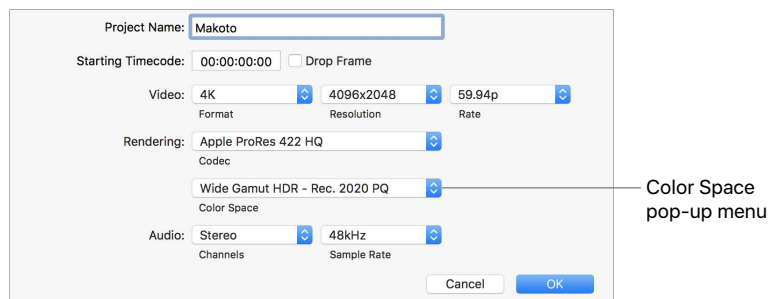 Project Name: Makoto
Starting Timecode: 00:00:00:00 Drop Frame
Video: 4K 4096x2048 59.94p
Format Resolution Rate
Rendering: Apple ProRes 422 HQ
Codec
Wide Gamut HDR - Rec. 2020 PQ
Color Space
pop-up menu
Color Space
Audio: Stereo 48kHz
Channels Sample Rate
Cancel OK